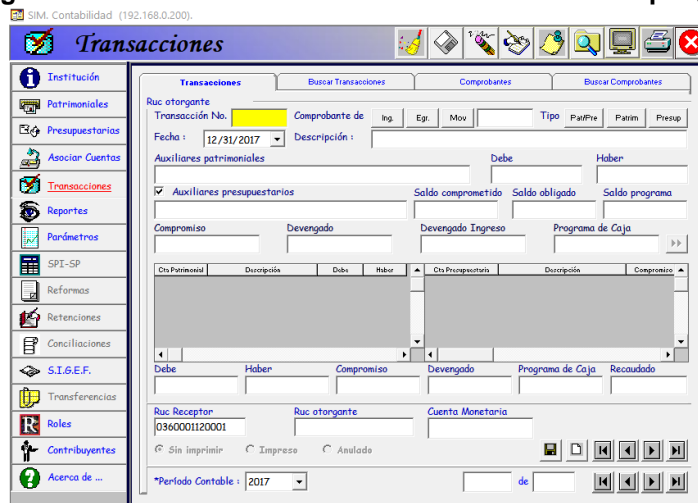 SIM. Contabilidad (192.168.0.200).
Transacciones
Institución
Patrimoniales
Presupuestarias
Asociar Cuentas
Transacciones
Reportes
Parámetros
SPI-SP
Reformas
Retenciones
Conciliaciones
S.I.G.E.F.
Transferencias
Roles
Contribuyentes
Acerca de ...
Transacciones Buscar Transacciones Comprobantes Buscar Comprobantes
Ruc otorgante
Transacción No. Comprobante de Ing. Egr. Mov Tipo Pat/Pre Patrim Presup
Fecha : 12/31/2017 Descripción :
Auxiliares patrimoniales Debe Haber
Auxiliares presupuestarios Saldo comprometido Saldo obligado Saldo programa
Compromiso Devengado Devengado Ingreso Programa de Caja
Cta Patrimonial Descripción Debe Haber Cta Presupuestaria Descripción Compromiso
Debe Haber Compromiso Devengado Programa de Caja Recaudado
Ruc Receptor Ruc otorgante Cuenta Monetaria
0360001120001
Sin imprimir Impreso Anulado
*Período Contable : 2017 de